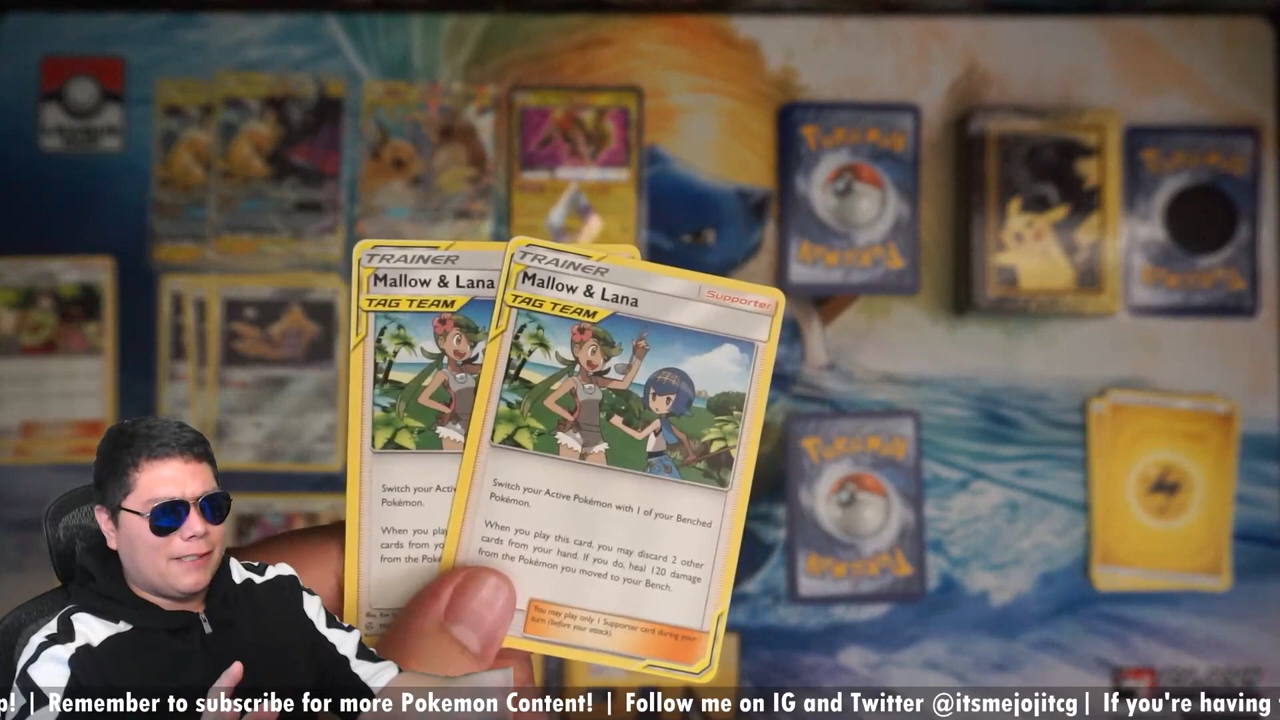 TRAINER
Mallow & Lana
TAG TEAM
Switch your Activ
Pokémon.
When you play
cards from yo
from the Poké
TRAINER
Mallow & Lana
Supporter
TAG TEAM
Switch your Active Pokémon with 1 of your Benched
Pokémon.
When you play this card, you may discard 2 other
cards from your hand. If you do, heal 120 damage
from the Pokémon you moved to your Bench.
You may play only 1 Supporter card during your
turn (before your attack).
Pokémon
Pokémon
Pokémon
p! | Remember to subscribe for more Pokemon Content! | Follow me on IG and Twitter @itsmejojitcg| If you're having